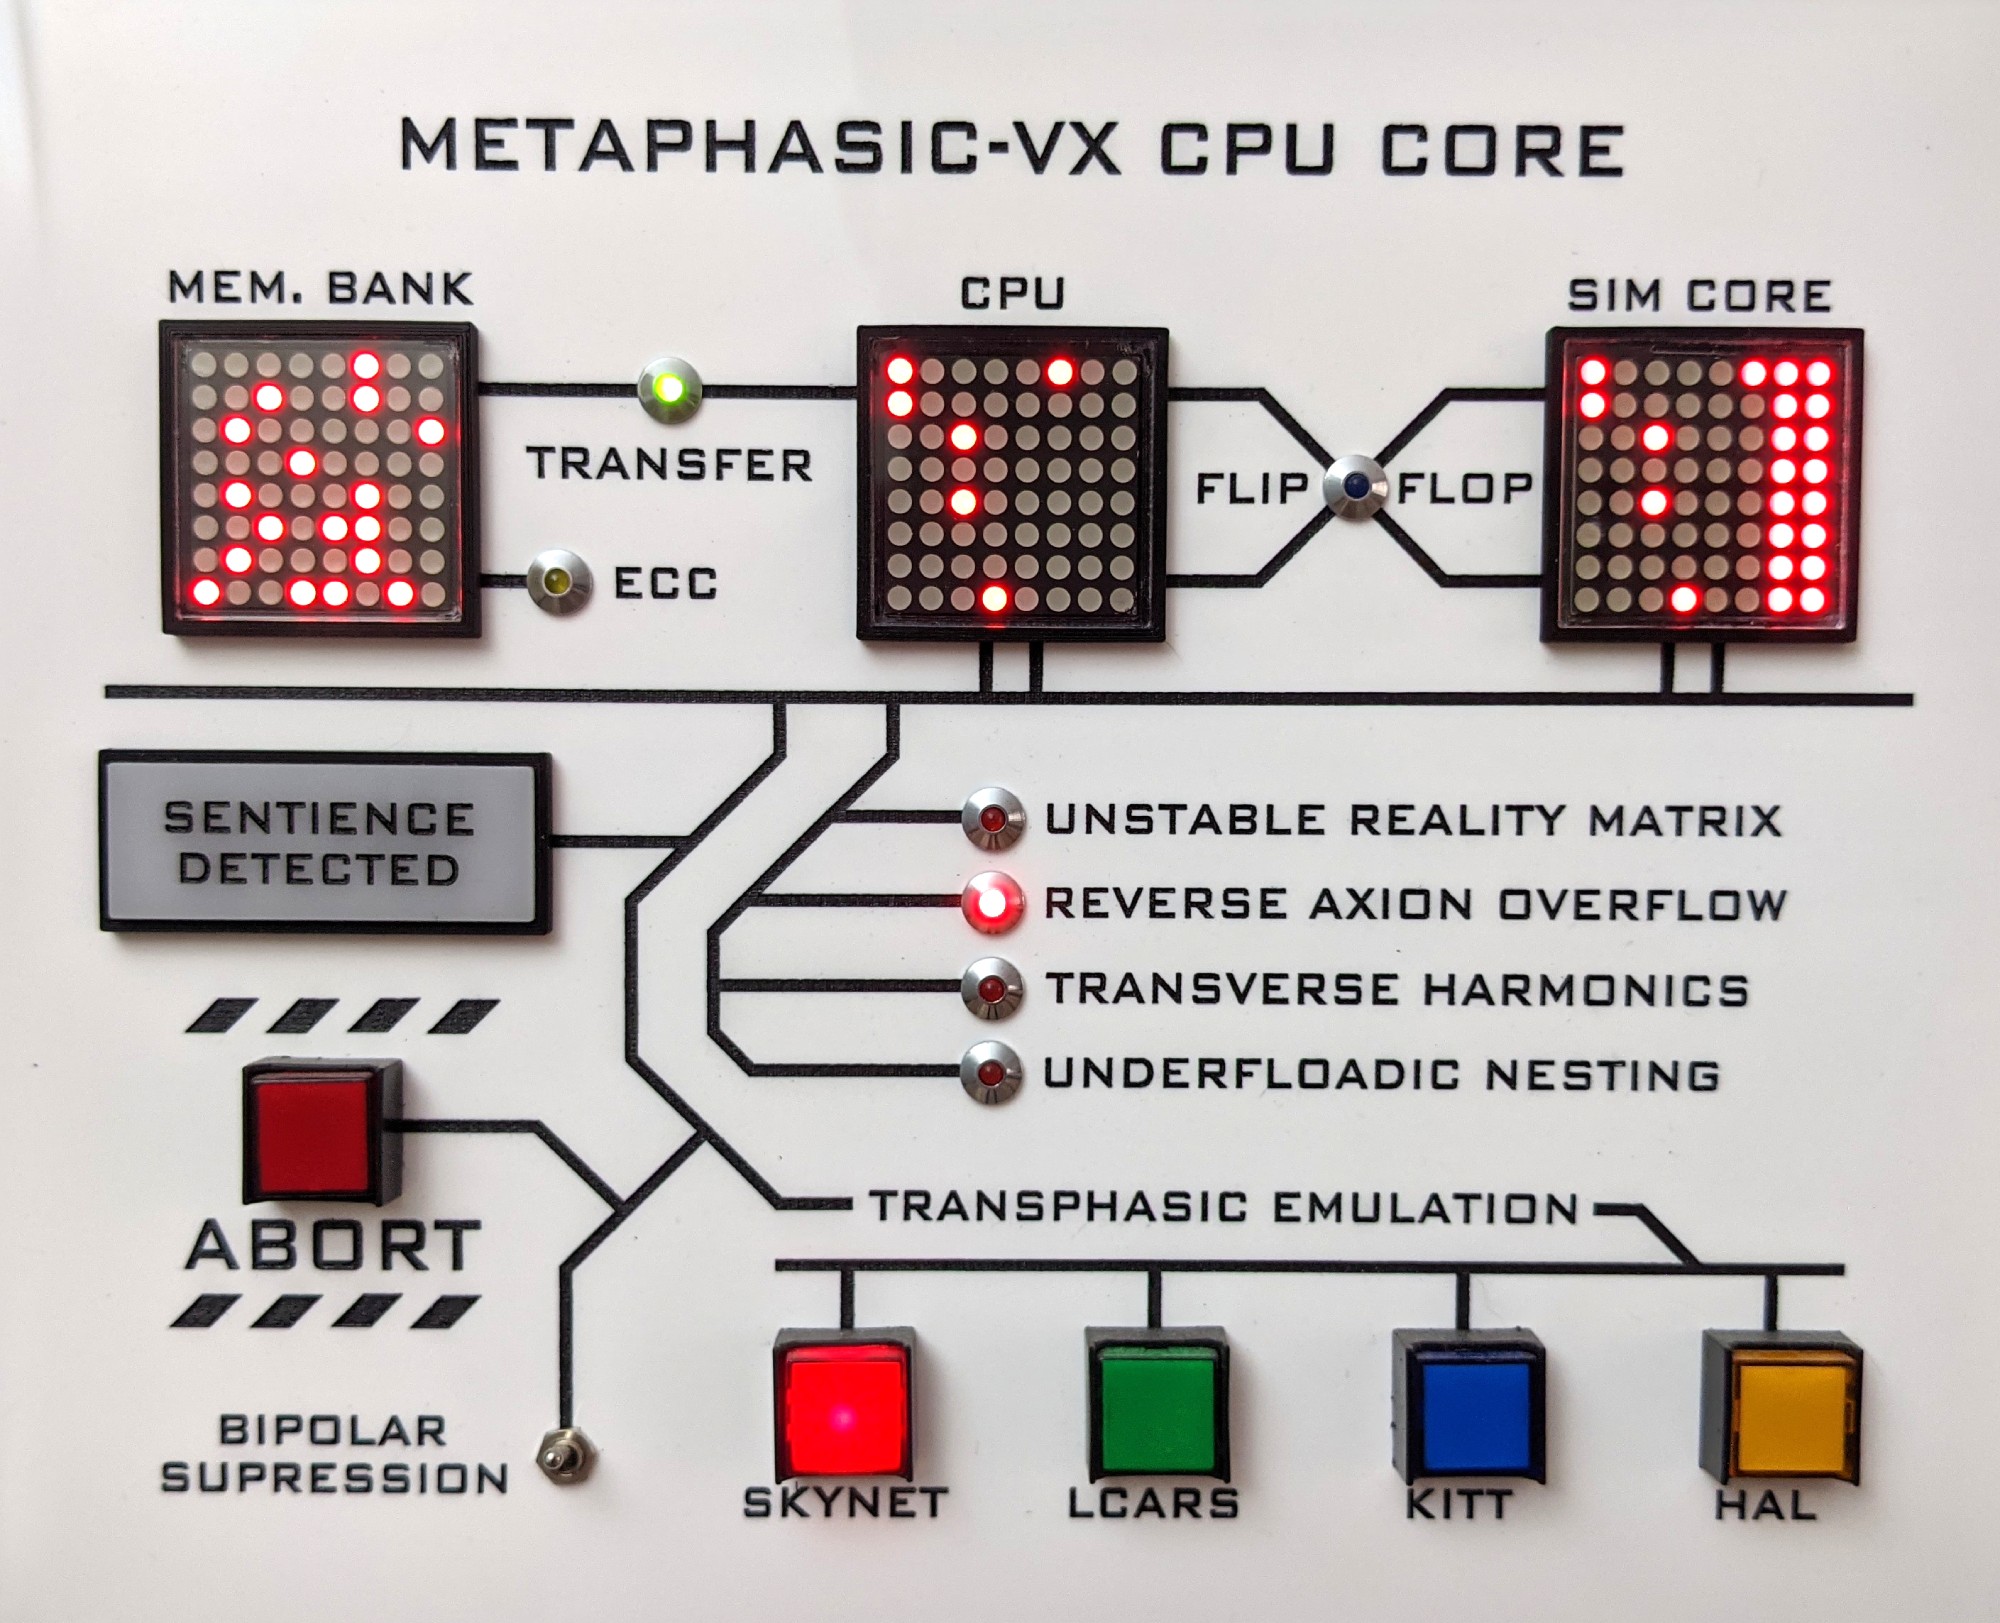 METAPHASIC-VX CPU CORE
MEM. BANK
CPU
SIM CORE
TRANSFER
FLIP
FLOP
ECC
SENTIENCE
DETECTED
UNSTABLE REALITY MATRIX
REVERSE AXION OVERFLOW
TRANSVERSE HARMONICS
UNDERFLOADIC NESTING
ABORT
TRANSPHASIC EMULATION
BIPOLAR
SUPRESSION
SKYNET
LCARS
KITT
HAL